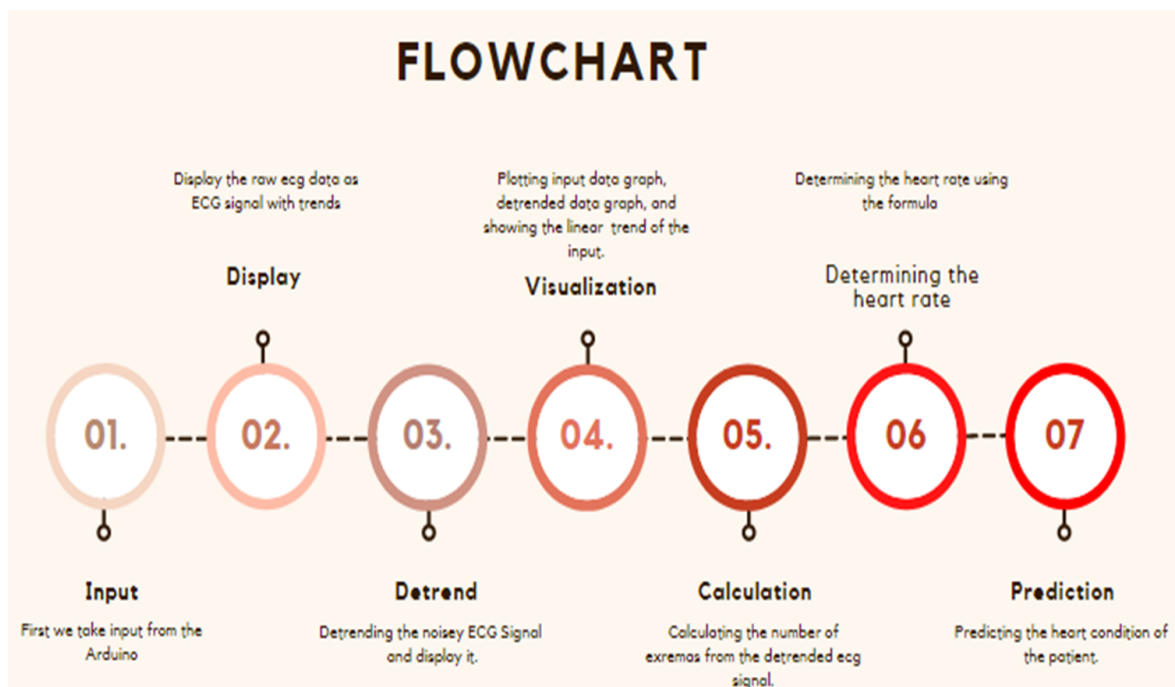 FLOWCHART
Display the raw ecg data as
ECG signal with trends
Display
Plotting input data graph,
detrended data graph, and
showing the linear trend of the
input.
Visualization
Determining the heart rate using
the formula
Determining the
heart rate
01.
02.
03.
04.
05.
06
07
Input
First we take input from the
Arduino
Detrend
Detrending the noisey ECG Signal
and display it.
Calculation
Calculating the number of
exremas from the detrended ecg
signal.
Prediction
Predicting the heart condition of
the patient.